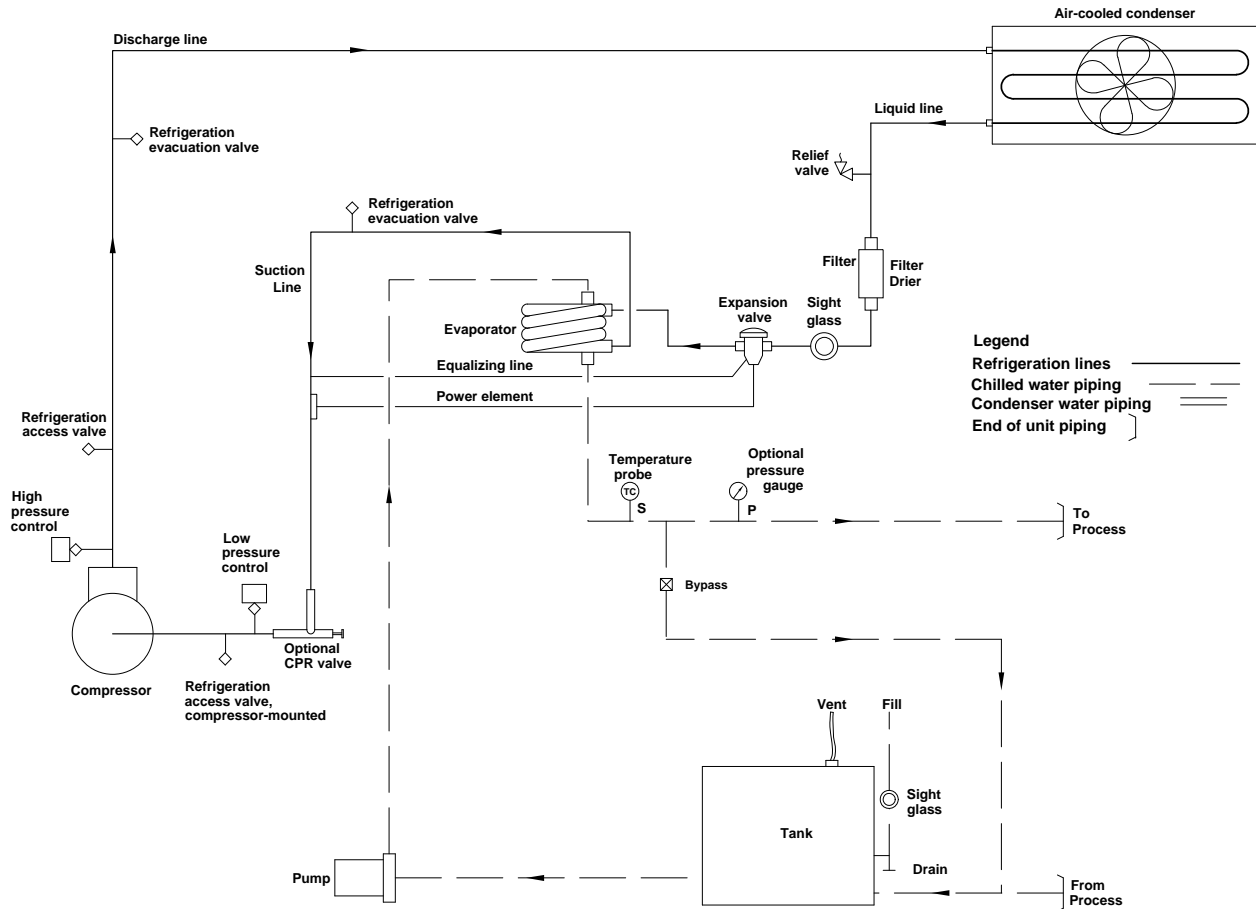 Air-cooled condenser
Discharge line
Liquid line
Refrigeration
evacuation valve
Relief
valve
Refrigeration
evacuation valve
Suction
Line
Filter
Filter
Drier
Expansion
valve
Sight
glass
Evaporator
Legend
Refrigeration lines
Chilled water piping
Condenser water piping
End of unit piping
Equalizing line
Power element
Refrigeration
access valve
Temperature
probe
TC
S
Optional
pressure
gauge
P
To
Process
High
pressure
control
Low
pressure
control
Bypass
Optional
CPR valve
Compressor
Refrigeration
access valve,
compressor-mounted
Vent
Fill
Sight
glass
Tank
Drain
Pump
From
Process